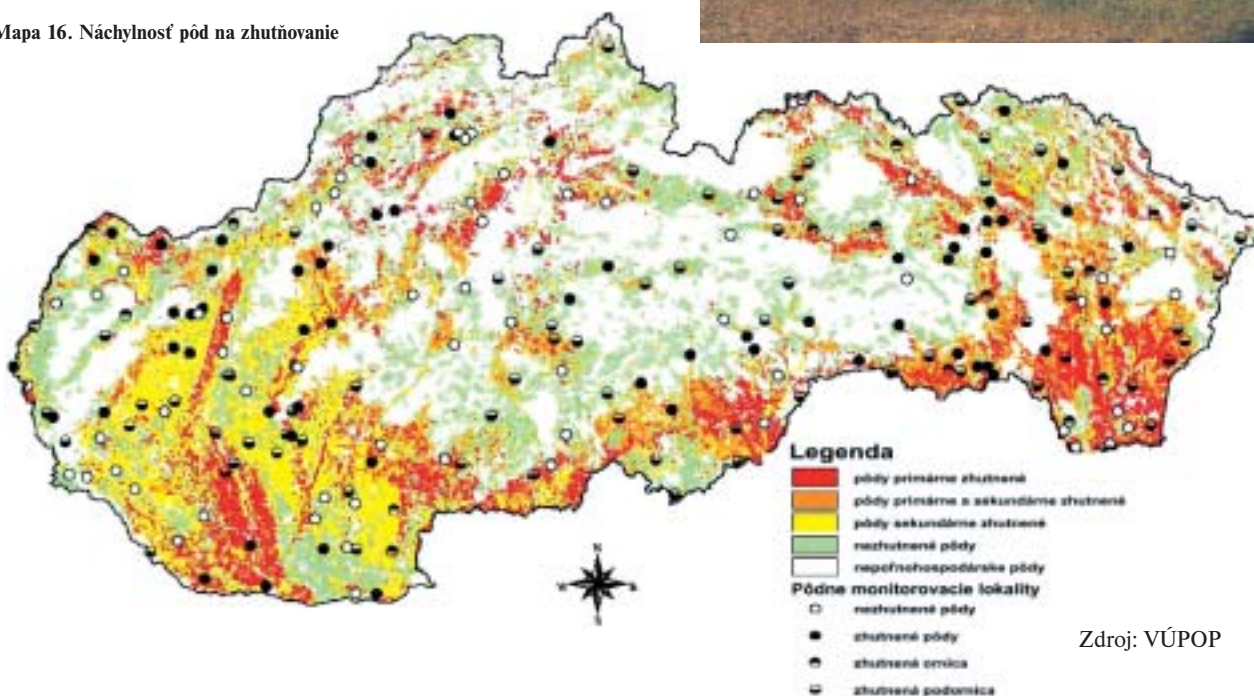 Mapa 16. Náchylnosť pôd na zhutňovanie
N
Legenda
pôdy primárne zhutnené
pôdy primárne a sekundárne zhutnené
pôdy sekundárne zhutnené
nezhutnené pôdy
nepoľnohospodárske pôdy
Pôdne monitorovacie lokality
nezhutnené pôdy
zhutnené pôdy
zhutnená ornica
zhutnená podornica
Zdroj: VÚPOP